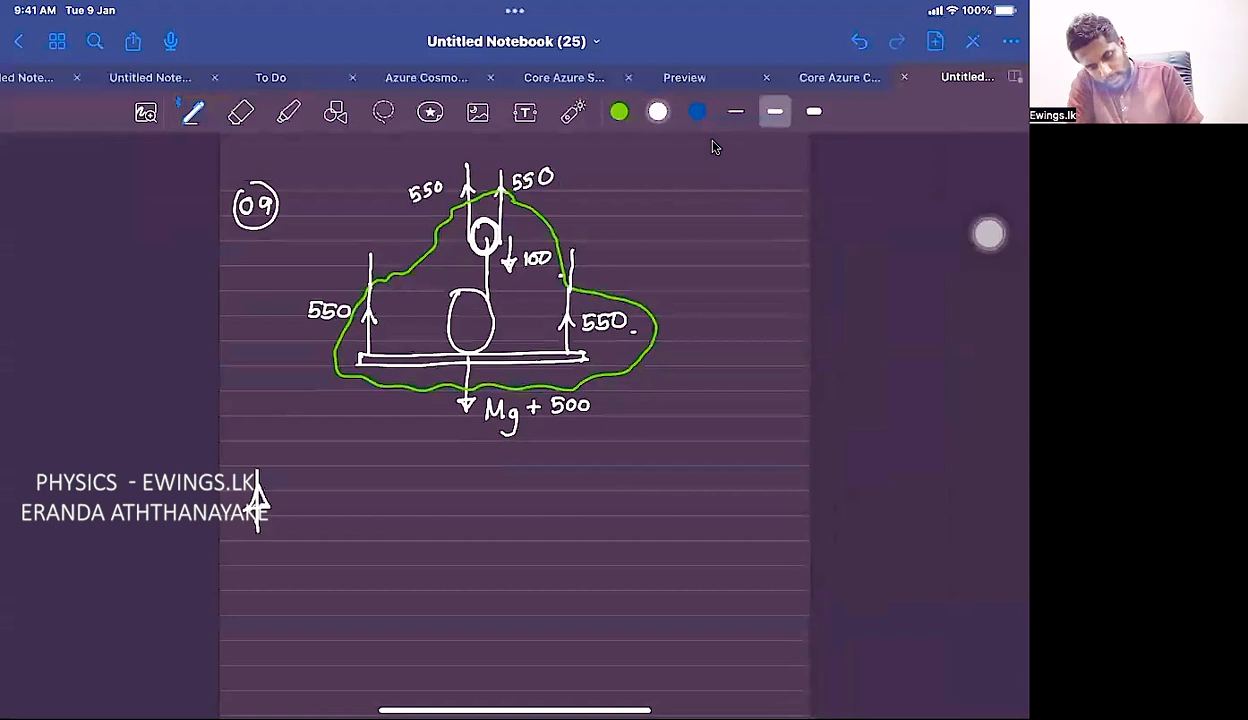 9:41 AM Tue 9 Jan
100%
Untitled Notebook (25)
led Note...
Untitled Note...
To Do
Azure Cosmo...
Core Azure S...
Preview
Core Azure C...
Untitled...
T
Ewings.lk
09
550
550
100
550
550.
Mg + 500
PHYSICS - EWINGS.LK
ERANDA ATHTHANAYAKE